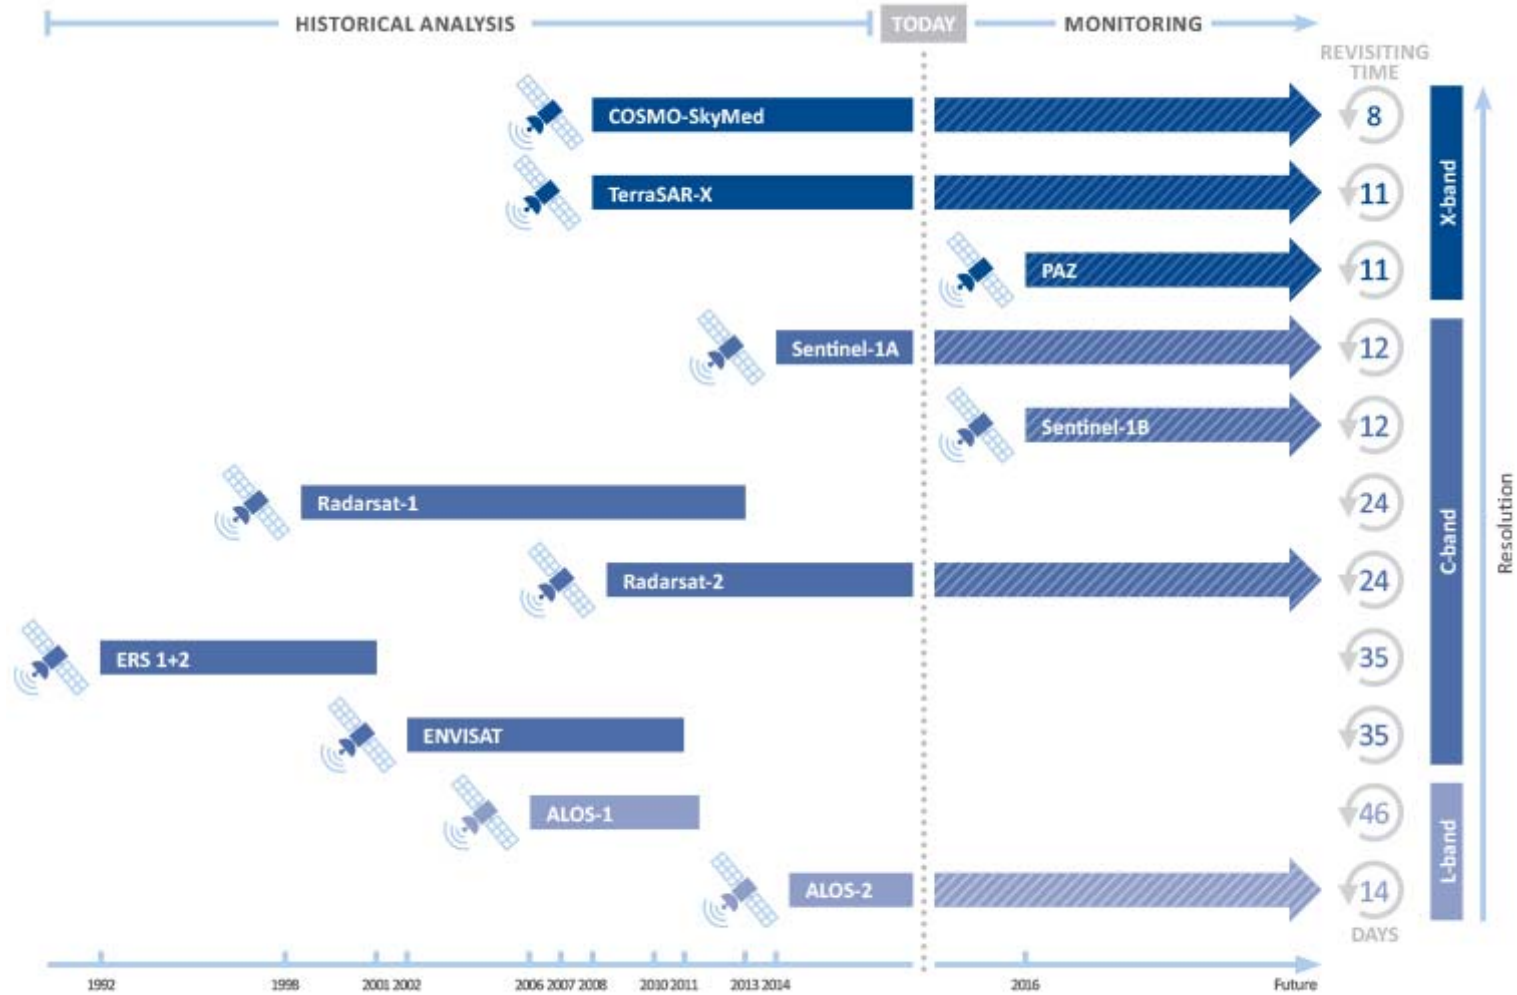 HISTORICAL ANALYSIS
TODAY
MONITORING
REVISITING
TIME
COSMO-SkyMed
8
TerraSAR-X
11
PAZ
11
Sentinel-1A
12
Sentinel-1B
12
Radarsat-1
24
Radarsat-2
24
ERS 1+2
35
ENVISAT
35
ALOS-1
46
ALOS-2
14
DAYS
X-band
C-band
L-band
Resolution
1992
1998
2001 2002
2006 2007 2008
2010 2011
2013 2014
2016
Future